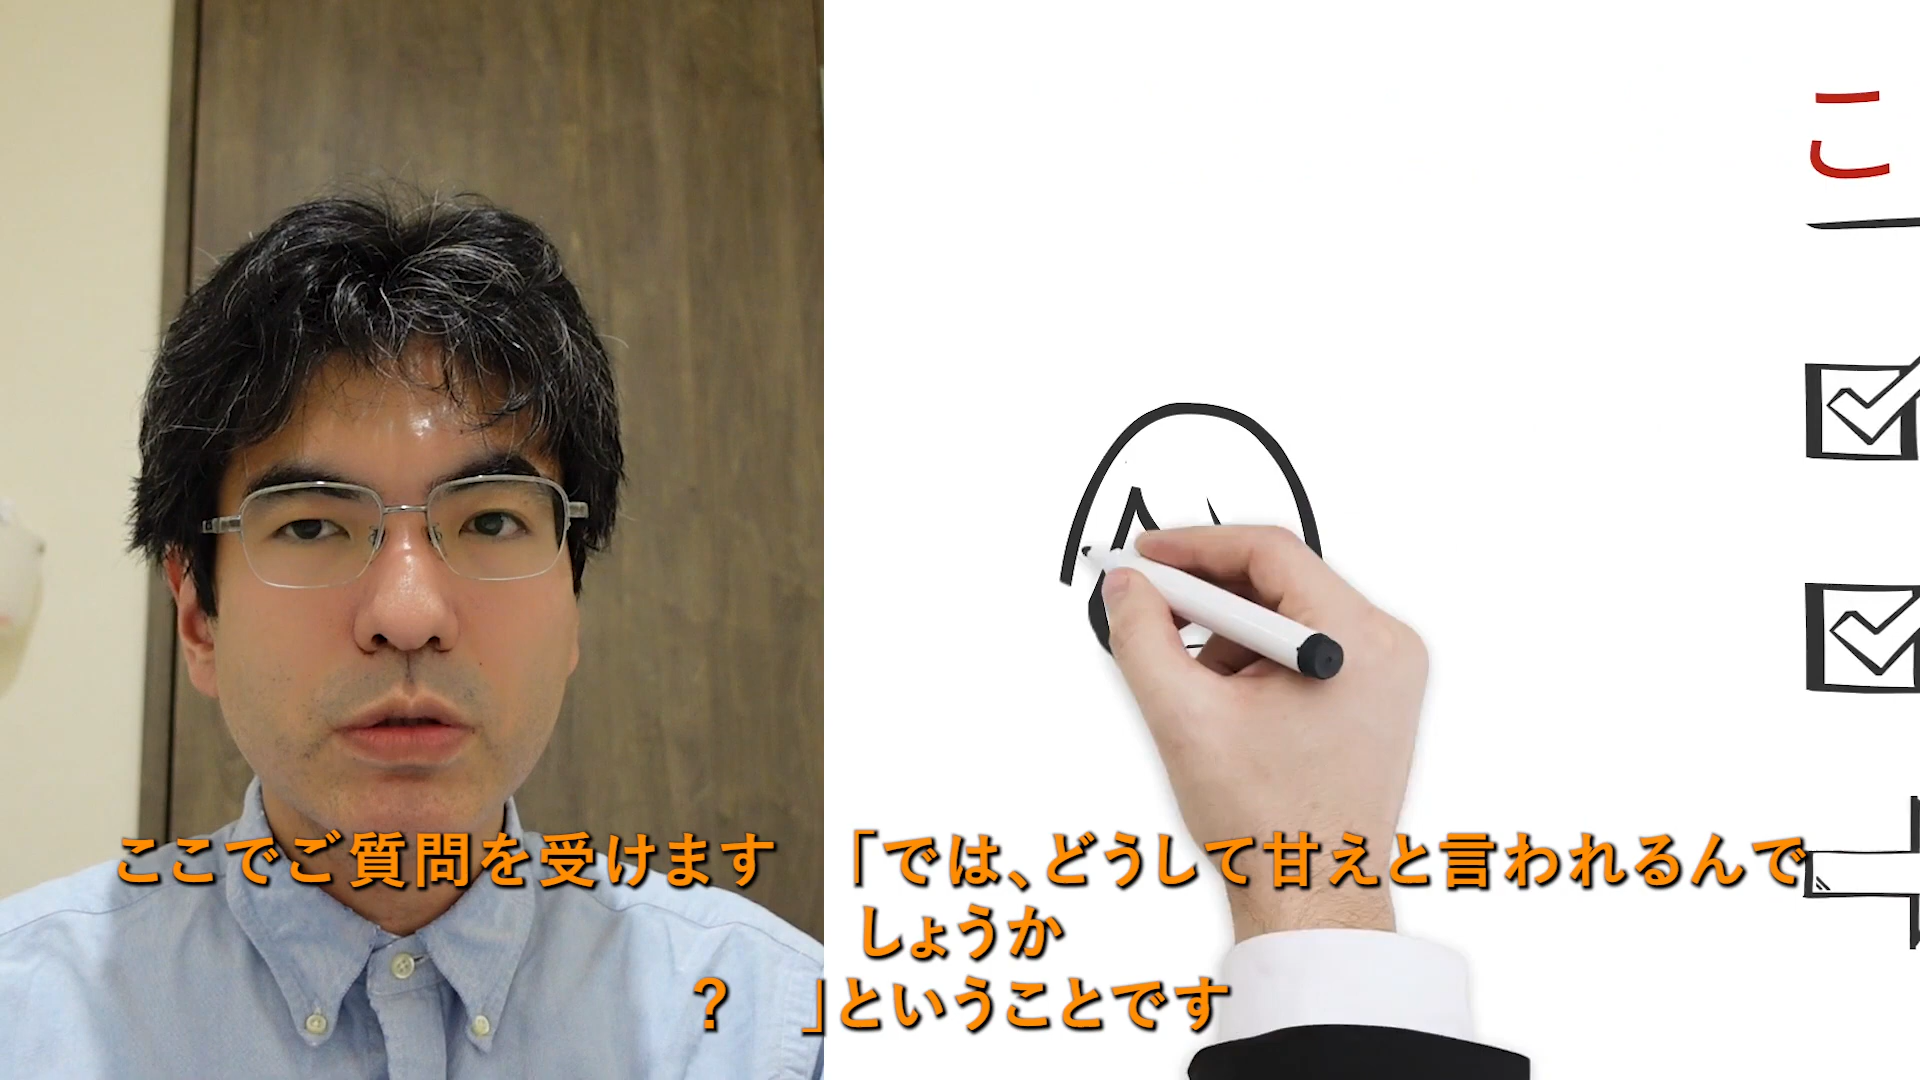 こ
ここでご質問を受けます　「では、どうして甘えと言われるんで
しょうか
？　」ということです